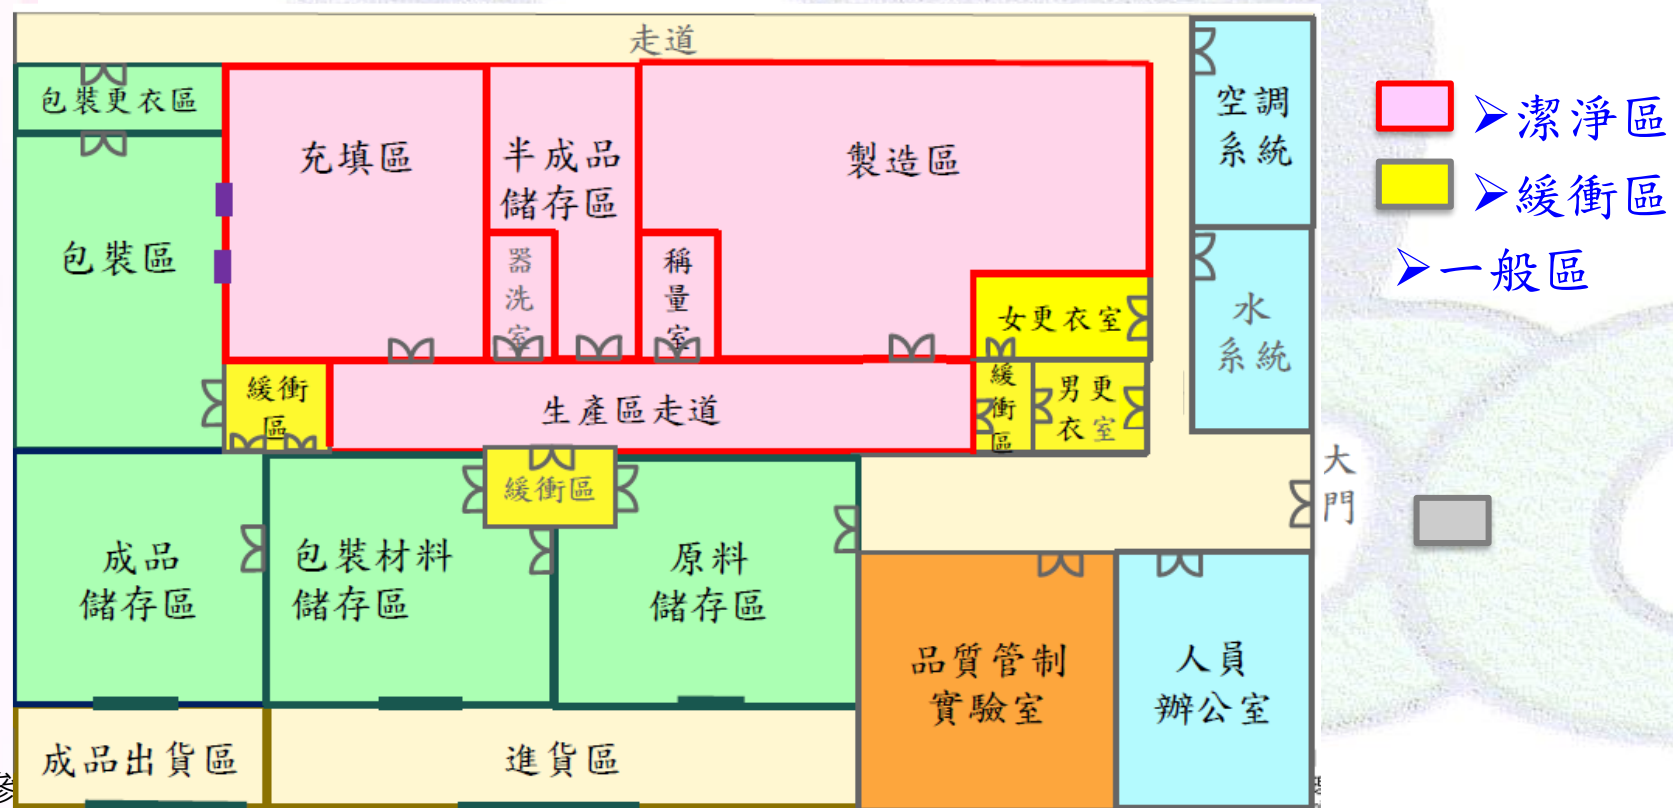 走道
包裝更衣區
充填區
半成品
儲存區
製造區
空調
系統
潔淨區
緩衝區
一般區
包裝區
器
洗
室
稱
量
室
女更衣室
水
系統
緩衝
區
生產區走道
緩
衝
區
男更
衣室
緩衝區
大
門
成品
儲存區
包裝材料
儲存區
原料
儲存區
品質管制
實驗室
人員
辦公室
成品出貨區
進貨區